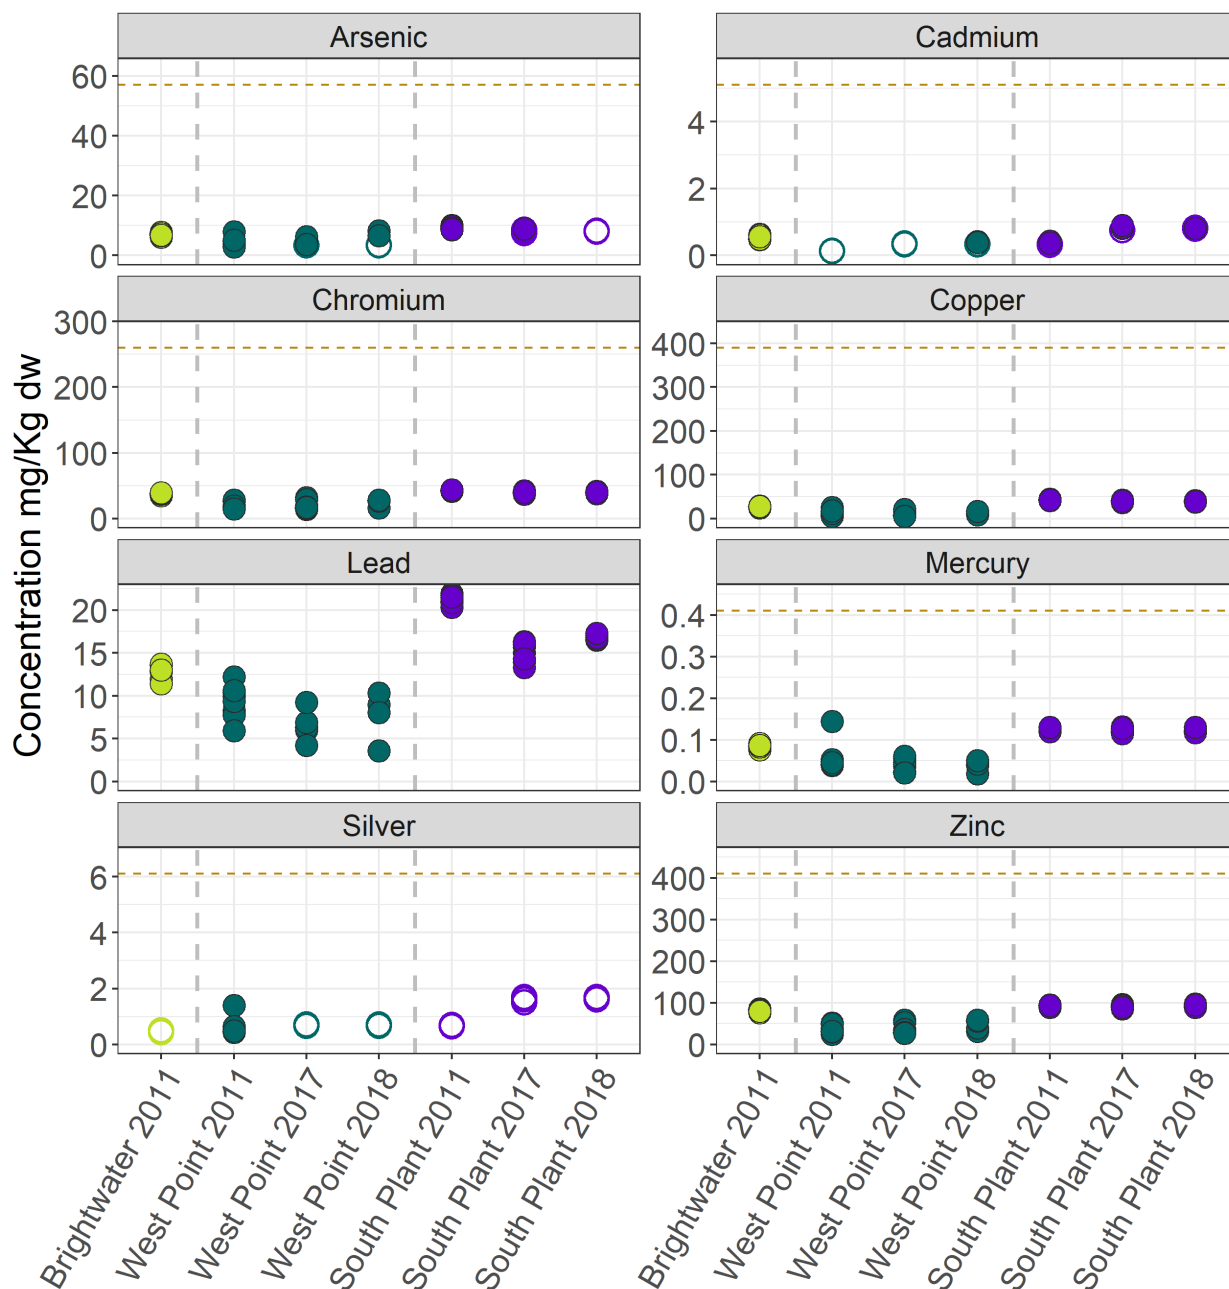 Arsenic
Cadmium
60
40
20
0
4
2
0
Chromium
Copper
300
200
100
0
400
300
200
100
0
Concentration mg/Kg dw
Lead
Mercury
20
15
10
5
0
0.4
0.3
0.2
0.1
0.0
Silver
Zinc
6
4
2
0
400
300
200
100
0
Brightwater 2011
West Point 2011
West Point 2017
West Point 2018
South Plant 2011
South Plant 2017
South Plant 2018
Brightwater 2011
West Point 2011
West Point 2017
West Point 2018
South Plant 2011
South Plant 2017
South Plant 2018